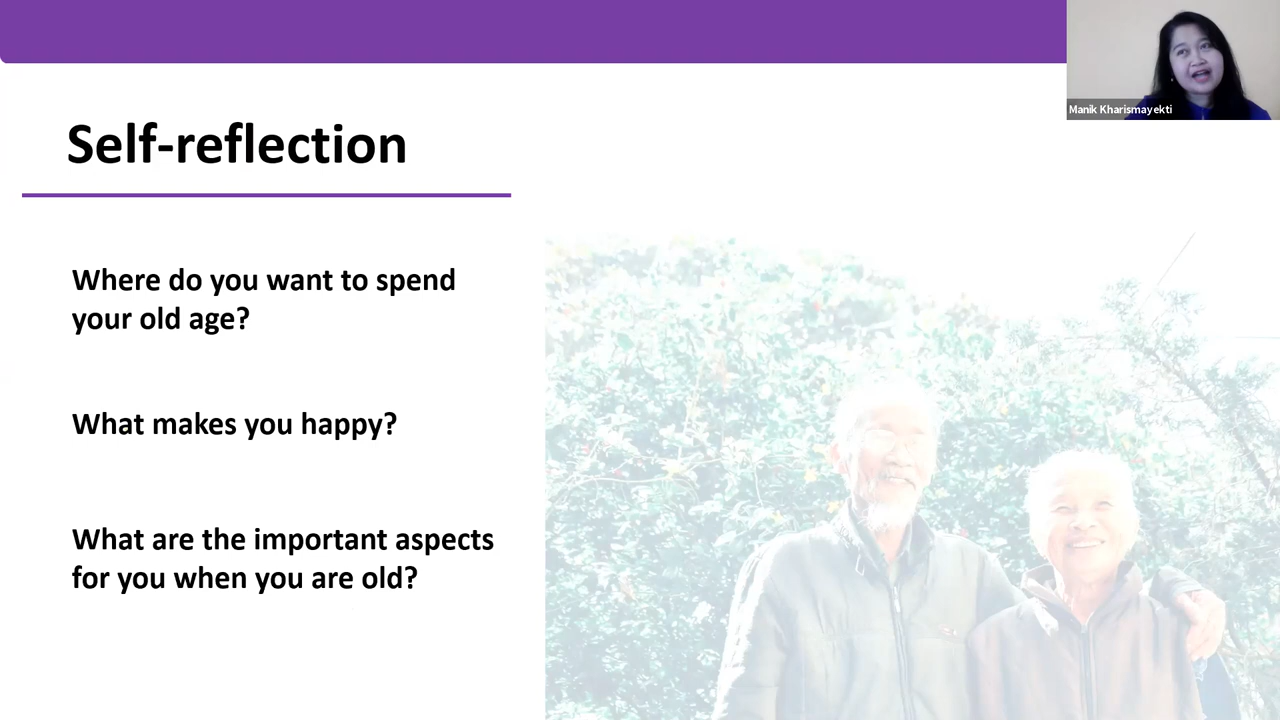 Manik Kharismayekti
Self-reflection
Where do you want to spend
your old age?
What makes you happy?
What are the important aspects
for you when you are old?